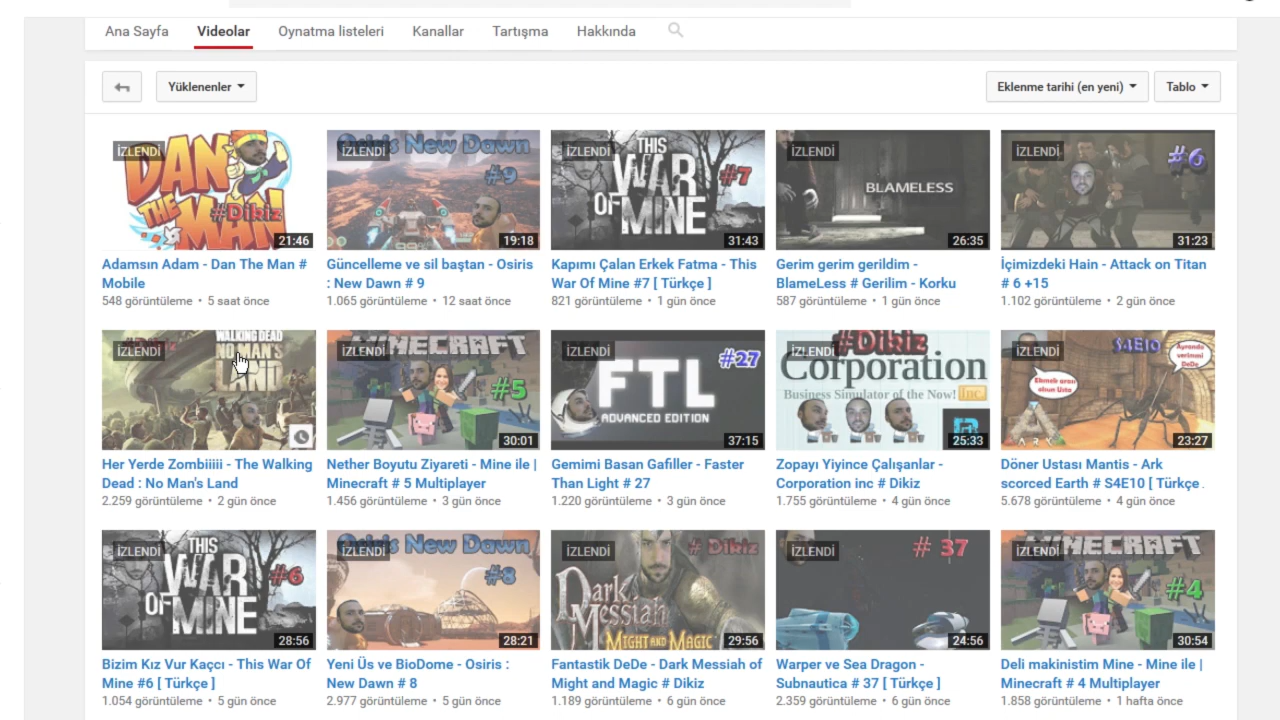 Ana Sayfa Videolar Oynatma listeleri Kanallar Tartışma Hakkında
Yüklenenler Eklenme tarihi (en yeni) Tablo
İZLENDİ
DAN
THE
MAN
#Dikiz
21:46
İZLENDİ
Osiris New Dawn
#9
19:18
İZLENDİ
THIS
WAR
OF
MINE
#7
31:43
İZLENDİ
BLAMELESS
26:35
İZLENDİ
#6
31:23
Adamsın Adam - Dan The Man #
Mobile
548 görüntüleme • 5 saat önce
Güncelleme ve sil baştan - Osiris
: New Dawn # 9
1.065 görüntüleme • 12 saat önce
Kapımı Çalan Erkek Fatma - This
War Of Mine #7 [ Türkçe ]
821 görüntüleme • 1 gün önce
Gerim gerim gerildim -
BlameLess # Gerilim - Korku
587 görüntüleme • 1 gün önce
İçimizdeki Hain - Attack on Titan
# 6 +15
1.102 görüntüleme • 2 gün önce
İZLENDİ
WALKING DEAD
NO MAN'S
LAND
İZLENDİ
MINECRAFT
#5
30:01
İZLENDİ
#27
FTL
ADVANCED EDITION
37:15
İZLENDİ
#Dikiz
Corporation
Business Simulator of the Now! Inc
25:33
İZLENDİ
S4E10
Ayranda
verimmi
DeDe
Ekmek arası
olsun Usta
ARK
23:27
Her Yerde Zombiiiii - The Walking
Dead : No Man's Land
2.259 görüntüleme • 2 gün önce
Nether Boyutu Ziyareti - Mine ile |
Minecraft # 5 Multiplayer
1.456 görüntüleme • 3 gün önce
Gemimi Basan Gafiller - Faster
Than Light # 27
1.220 görüntüleme • 3 gün önce
Zopayı Yiyince Çalışanlar -
Corporation inc # Dikiz
1.755 görüntüleme • 4 gün önce
Döner Ustası Mantis - Ark
scorced Earth # S4E10 [ Türkçe
5.678 görüntüleme • 4 gün önce
İZLENDİ
THIS
WAR
OF
MINE
#6
28:56
İZLENDİ
Osiris New Dawn
#8
28:21
İZLENDİ
# Dikiz
Dark
Messiah
MIGHT AND MAGIC
29:56
İZLENDİ
# 37
24:56
İZLENDİ
MINECRAFT
#4
30:54
Bizim Kız Vur Kaçcı - This War Of
Mine #6 [ Türkçe ]
1.054 görüntüleme • 5 gün önce
Yeni Üs ve BioDome - Osiris :
New Dawn # 8
2.977 görüntüleme • 5 gün önce
Fantastik DeDe - Dark Messiah of
Might and Magic # Dikiz
1.189 görüntüleme • 6 gün önce
Warper ve Sea Dragon -
Subnautica # 37 [ Türkçe ]
2.359 görüntüleme • 6 gün önce
Deli makinistim Mine - Mine ile |
Minecraft # 4 Multiplayer
1.858 görüntüleme • 1 hafta önce